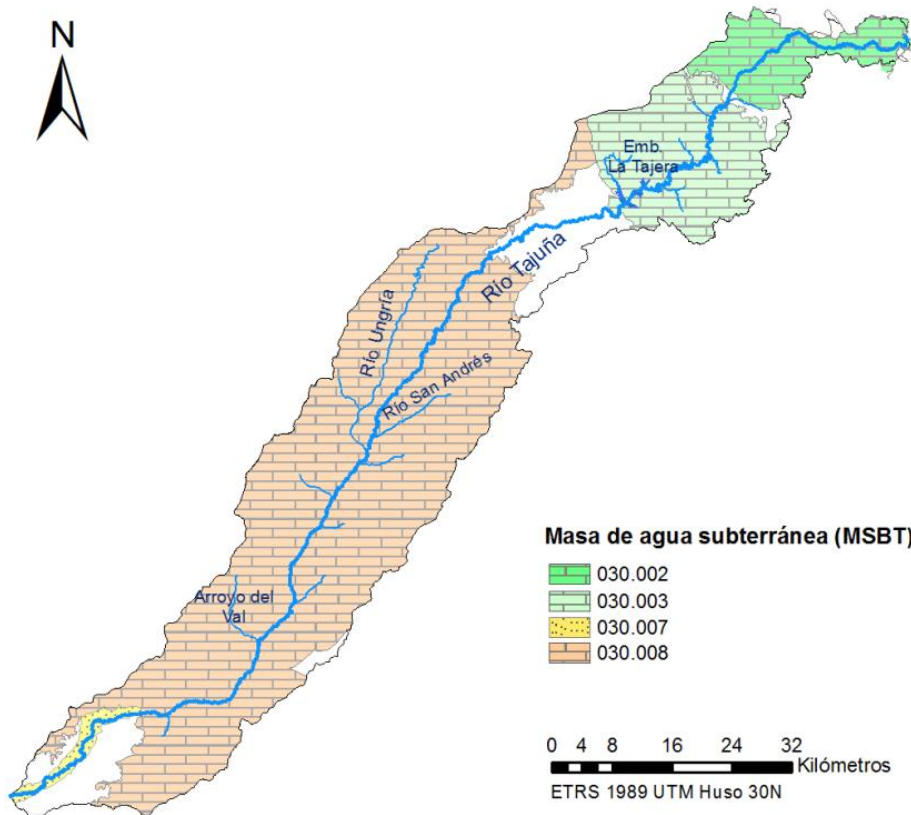 N
Emb.
La Tajera
Río Tajuña
Río Ungría
Río San Andrés
Arroyo del
Val
Masa de agua subterránea (MSBT)
030.002
030.003
030.007
030.008
0 4 8 16 24 32
Kilómetros
ETRS 1989 UTM Huso 30N